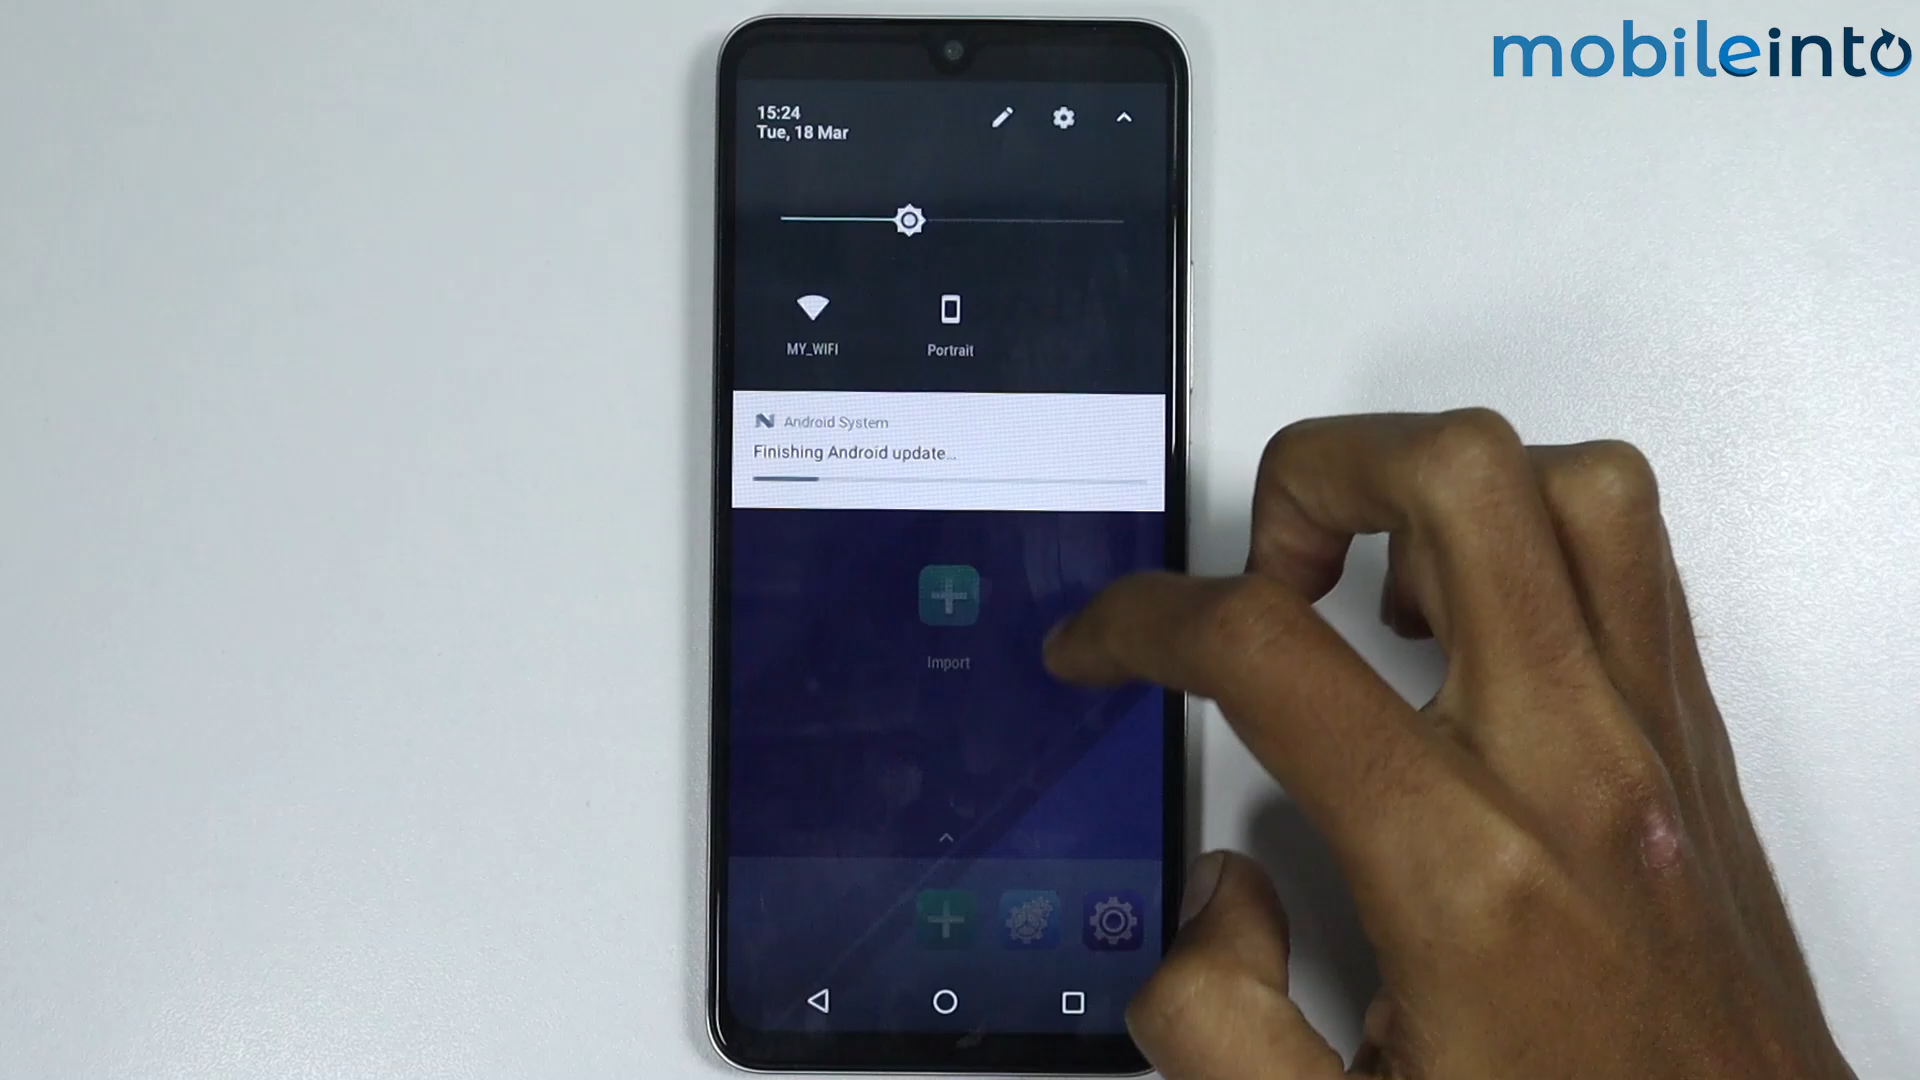 mobileinto
15:24
Tue, 18 Mar
MY_WIFI
Portrait
Android System
Finishing Android update...
Import